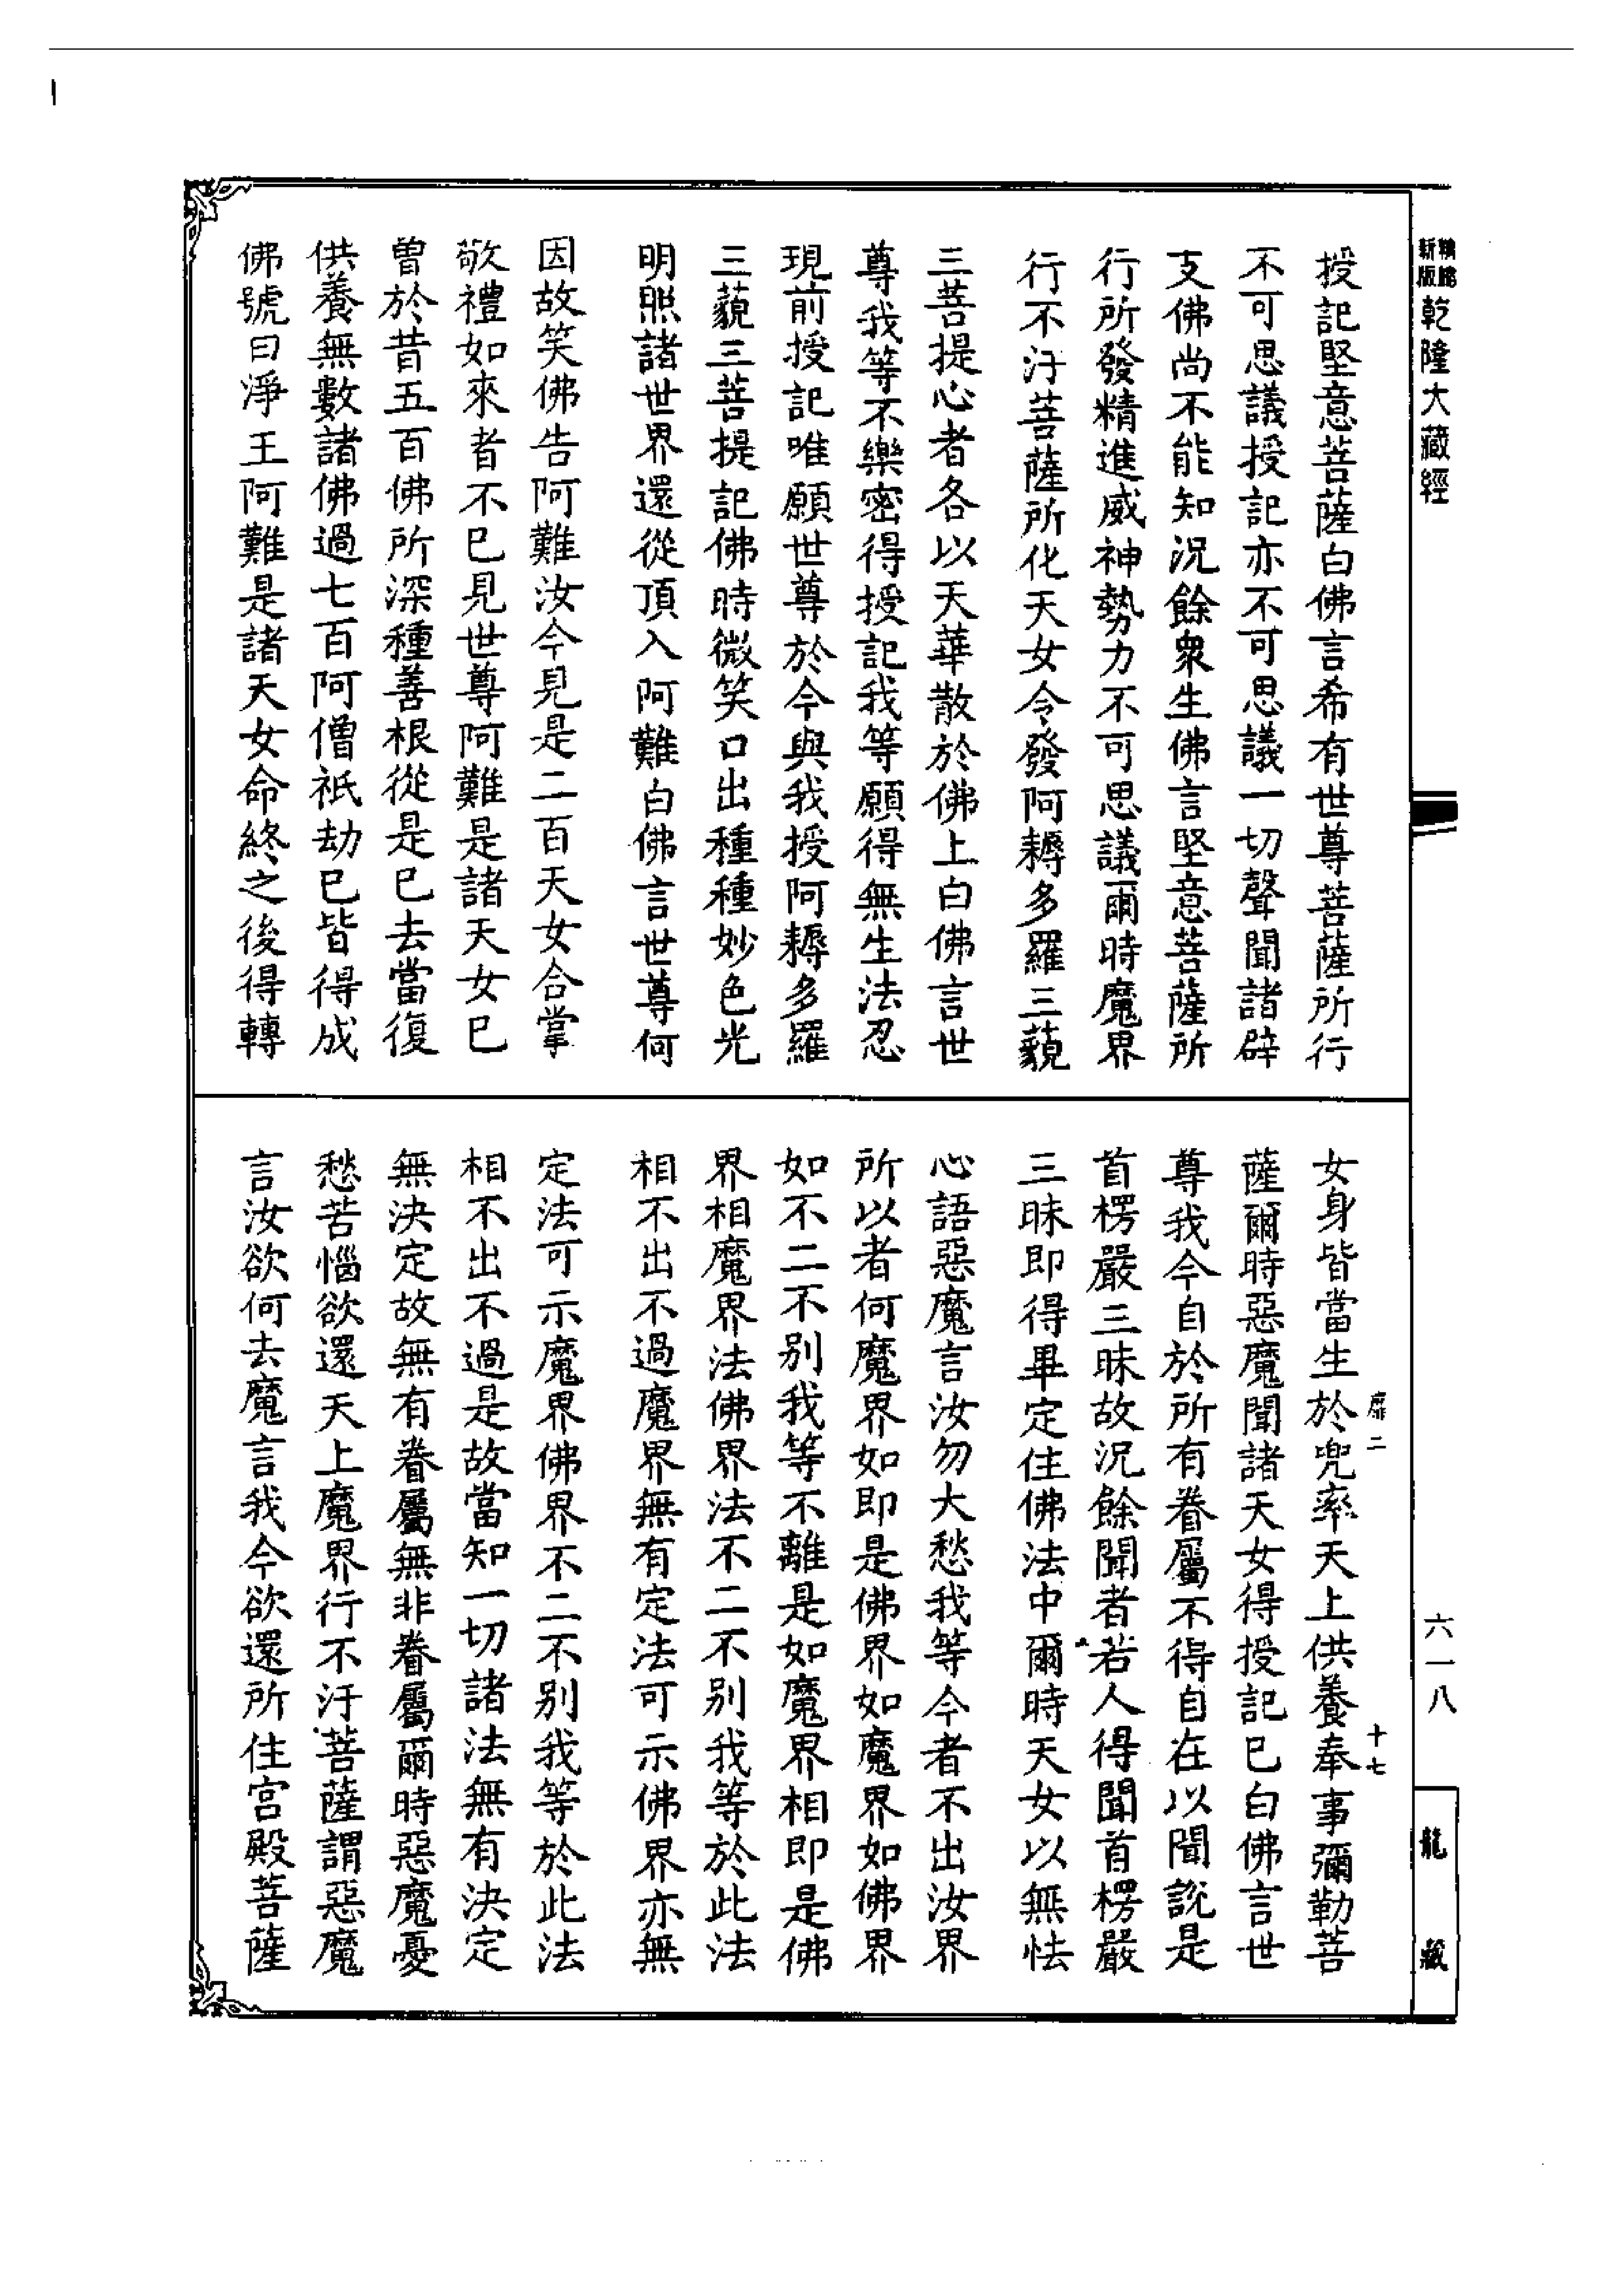 新版
乾隆大藏經
授記堅意菩薩白佛言希有世尊菩薩所行
不可思議授記亦不可思議一切聲聞諸辟
支佛尚不能知況餘衆生佛言堅意菩薩所
行所發精進威神勢力不可思議爾時魔界
行不汙菩薩所化天女令發阿耨多羅三藐
三菩提心者各以天華散於佛上白佛言世
尊我等不樂密得授記我等願得無生法忍
現前授記唯願世尊於今與我授阿耨多羅
三藐三菩提記佛時微笑口出種種妙色光
明照諸世界還從頂入阿難白佛言世尊何
因故笑佛告阿難汝今見是二百天女合掌
敬禮如來者不巳見世尊阿難是諸天女巳
曾於昔五百佛所深種善根從是巳去當復
供養無數諸佛過七百阿僧祇劫巳皆得成
佛號曰淨王阿難是諸天女命終之後得轉
女身皆當生於兜率天上供養奉事彌勒菩
薩爾時惡魔聞諸天女得授記巳白佛言世
尊我今自於所有眷屬不得自在以聞說是
首楞嚴三昧故況餘聞者若人得聞首楞嚴
三昧即得畢定住佛法中爾時天女以無怯
心語惡魔言汝勿大愁我等今者不出汝界
所以者何魔界如即是佛界如魔界如佛界
如不二不別我等不離是如魔界相即是佛
界相魔界法佛界法不二不別我等於此法
相不出不過魔界無有定法可示佛界亦無
定法可示魔界佛界不二不別我等於此法
相不出不過是故當知一切諸法無有決定
無決定故無有眷屬無非眷屬爾時惡魔憂
愁苦惱欲還天上魔界行不汙菩薩謂惡魔
言汝欲何去魔言我今欲還所住宮殿菩薩
靡二
十七
六一八
龍藏